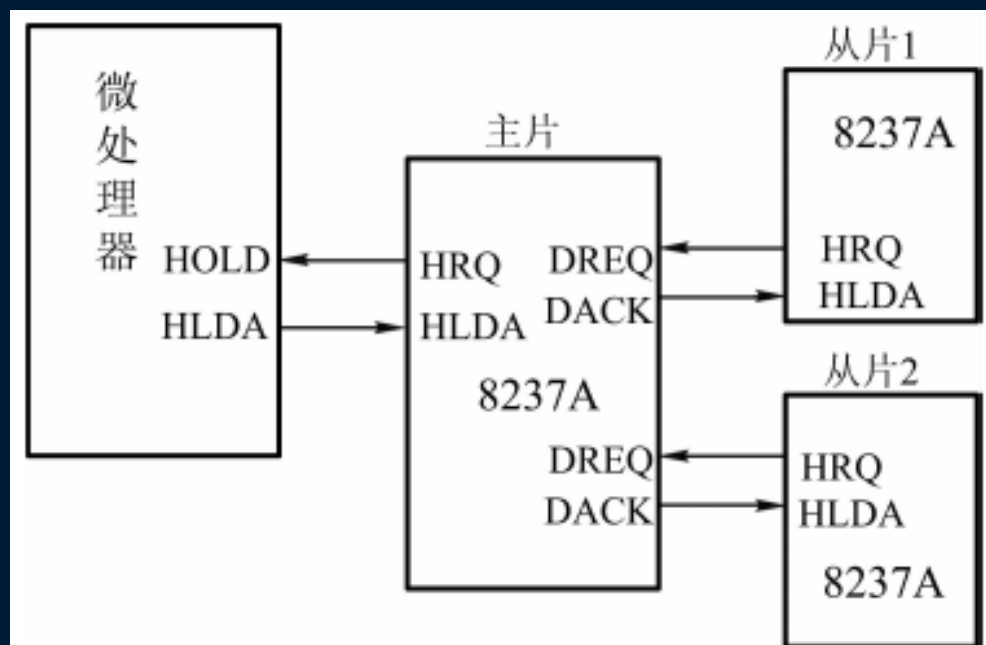 微处理器
HOLD
HLDA
主片
HRQ
HLDA
8237A
DREQ
DACK
DREQ
DACK
从片1
8237A
HRQ
HLDA
从片2
HRQ
HLDA
8237A